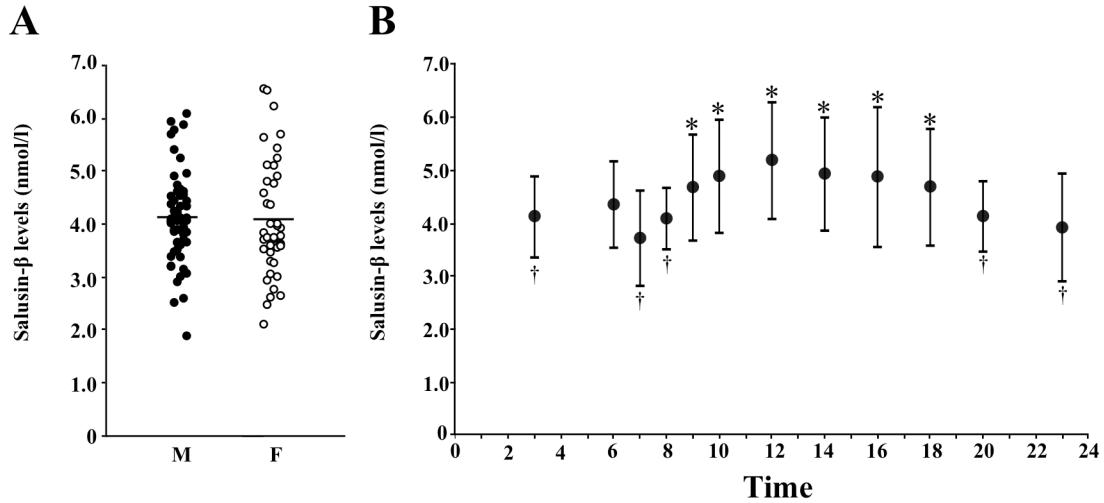 A
Salusin-β levels (nmol/l)
7.0
6.0
5.0
4.0
3.0
2.0
1.0
0
M F
B
Salusin-β levels (nmol/l)
7.0
6.0
5.0
4.0
3.0
2.0
1.0
0
* * * * * * *
† † † † †
0 2 4 6 8 10 12 14 16 18 20 22 24
Time